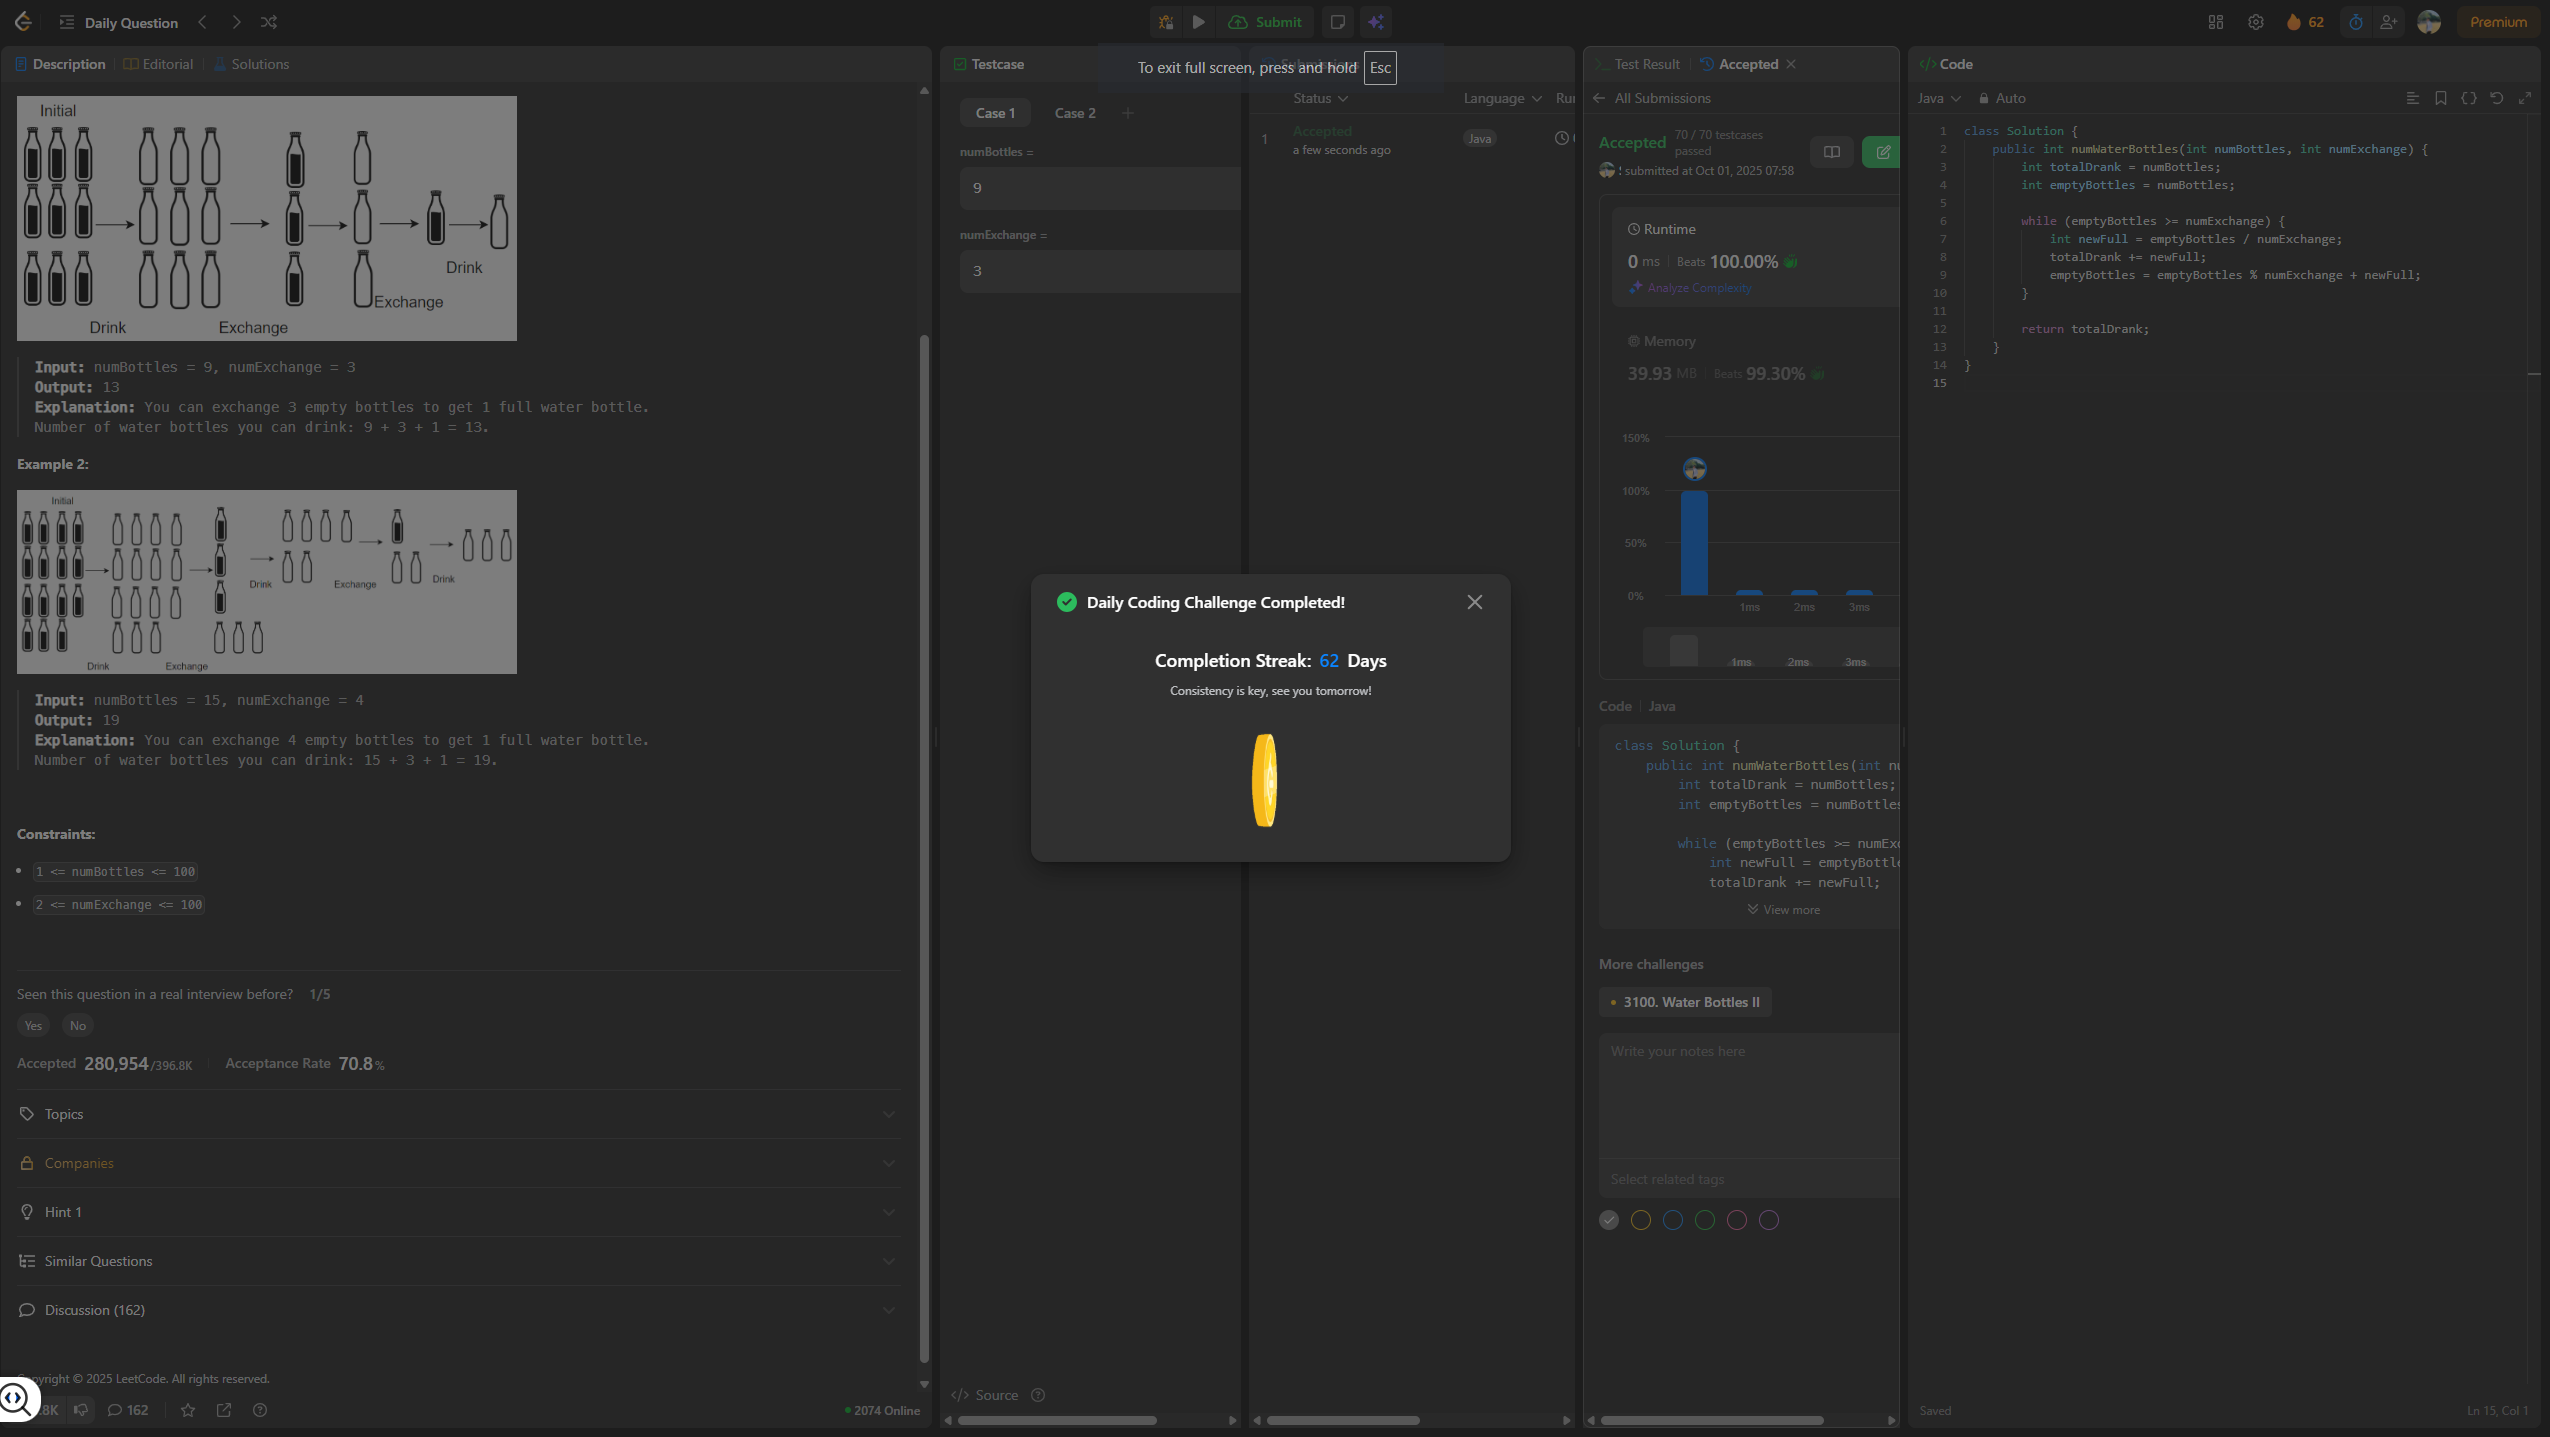 Daily Question
Submit
62
Premium
To exit full screen, press and hold Esc
Description
Editorial
Solutions
Initial
Drink
Exchange
Exchange
Drink
Input: numBottles = 9, numExchange = 3
Output: 13
Explanation: You can exchange 3 empty bottles to get 1 full water bottle.
Number of water bottles you can drink: 9 + 3 + 1 = 13.
Example 2:
Initial
Drink
Exchange
Drink
Exchange
Drink
Input: numBottles = 15, numExchange = 4
Output: 19
Explanation: You can exchange 4 empty bottles to get 1 full water bottle.
Number of water bottles you can drink: 15 + 3 + 1 = 19.
Constraints:
1 <= numBottles <= 100
2 <= numExchange <= 100
Seen this question in a real interview before? 1/5
Yes No
Accepted 280,954/396.8K Acceptance Rate 70.8%
Topics
Companies
Hint 1
Similar Questions
Discussion (162)
Copyright © 2025 LeetCode. All rights reserved.
162
2074 Online
Testcase
Case 1 Case 2
numBottles =
9
numExchange =
3
Source
Status Language
1 Accepted Java
a few seconds ago
Daily Coding Challenge Completed!
Completion Streak: 62 Days
Consistency is key, see you tomorrow!
Test Result
Accepted
All Submissions
Accepted 70 / 70 testcases passed
submitted at Oct 01, 2025 07:58
Runtime
0 ms Beats 100.00%
Analyze Complexity
Memory
39.93 MB Beats 99.30%
150%
100%
50%
0%
1ms 2ms 3ms
1ms 2ms 3ms
Code Java
class Solution {
public int numWaterBottles(int
int totalDrank = numBottles;
int emptyBottles = numBottles
while (emptyBottles >=
int newFull =
totalDrank += newFull;
View more
More challenges
3100. Water Bottles II
Write your notes here
Select related tags
Code
Java Auto
1 class Solution {
2 public int numWaterBottles(int numBottles, int numExchange) {
3 int totalDrank = numBottles;
4 int emptyBottles = numBottles;
5
6 while (emptyBottles >= numExchange) {
7 int newFull = emptyBottles / numExchange;
8 totalDrank += newFull;
9 emptyBottles = emptyBottles % numExchange + newFull;
10 }
11
12 return totalDrank;
13 }
14 }
15
Saved
Ln 15, Col 1